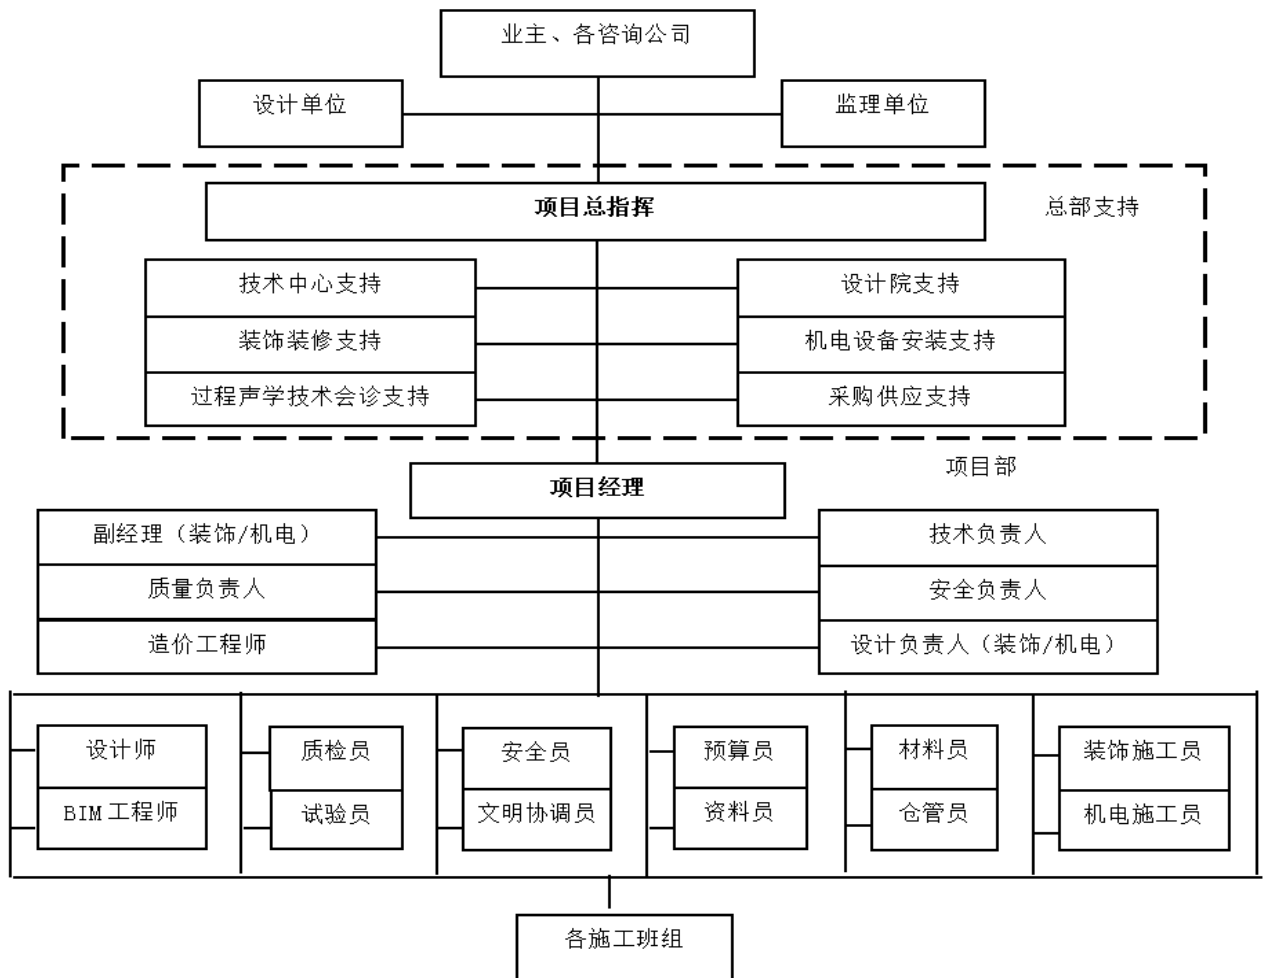 业主、各咨询公司
设计单位
监理单位
项目总指挥
总部支持
技术中心支持
设计院支持
装饰装修支持
机电设备安装支持
过程声学技术会诊支持
采购供应支持
项目部
项目经理
副经理（装饰/机电）
技术负责人
质量负责人
安全负责人
造价工程师
设计负责人（装饰/机电）
设计师
质检员
安全员
预算员
材料员
装饰施工员
BIM 工程师
试验员
文明协调员
资料员
仓管员
机电施工员
各施工班组